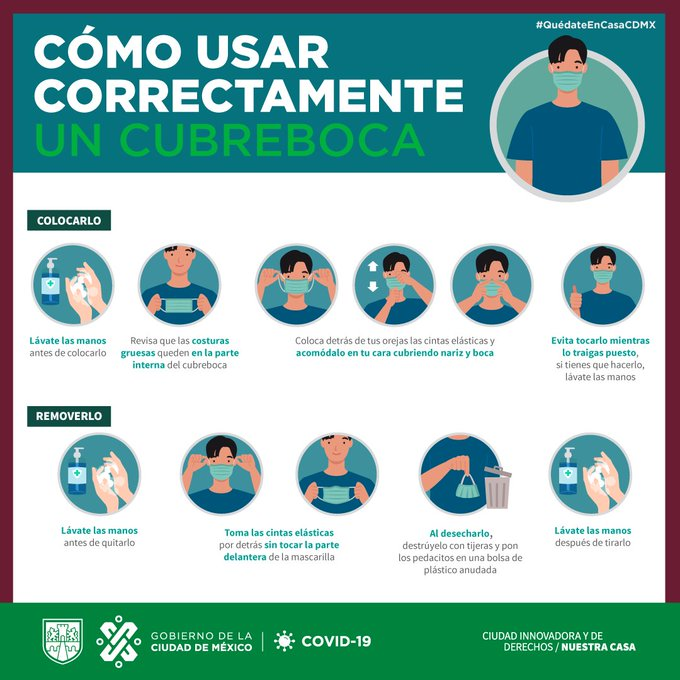 #QuédateEnCasaCDMX
CÓMO USAR
CORRECTAMENTE
UN CUBREBOCA
COLOCARLO
Lávate las manos
antes de colocarlo
Revisa que las costuras
gruesas queden en la parte
interna del cubreboca
Coloca detrás de tus orejas las cintas elásticas y
acomódalo en tu cara cubriendo nariz y boca
Evita tocarlo mientras
lo traigas puesto,
si tienes que hacerlo,
lávate las manos
REMOVERLO
Lávate las manos
antes de quitarlo
Toma las cintas elásticas
por detrás sin tocar la parte
delantera de la mascarilla
Al desecharlo,
destrúyelo con tijeras y pon
los pedacitos en una bolsa de
plástico anudada
Lávate las manos
después de tirarlo
GOBIERNO DE LA
CIUDAD DE MÉXICO
COVID-19
CIUDAD INNOVADORA Y DE
DERECHOS / NUESTRA CASA